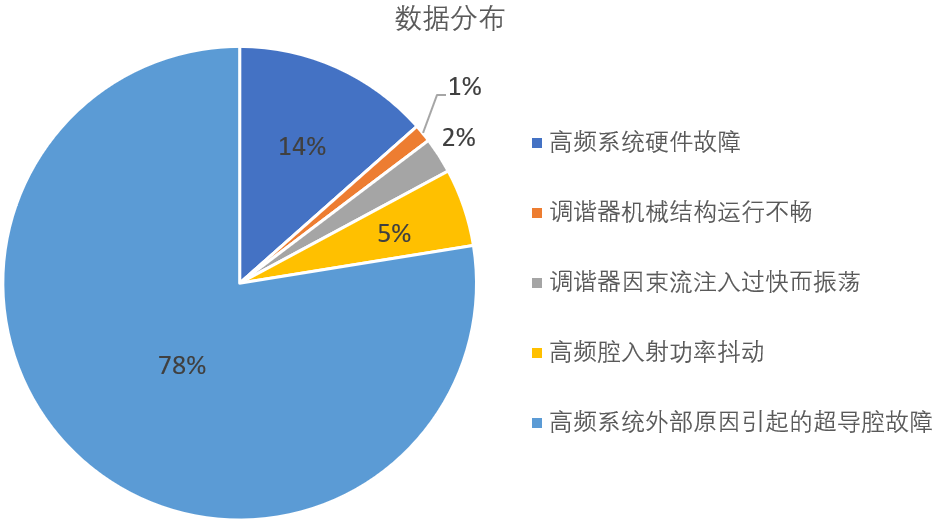 数据分布
1%
2%
14%
5%
78%
高频系统硬件故障
调谐器机械结构运行不畅
调谐器因束流注入过快而振荡
高频腔入射功率抖动
高频系统外部原因引起的超导腔故障